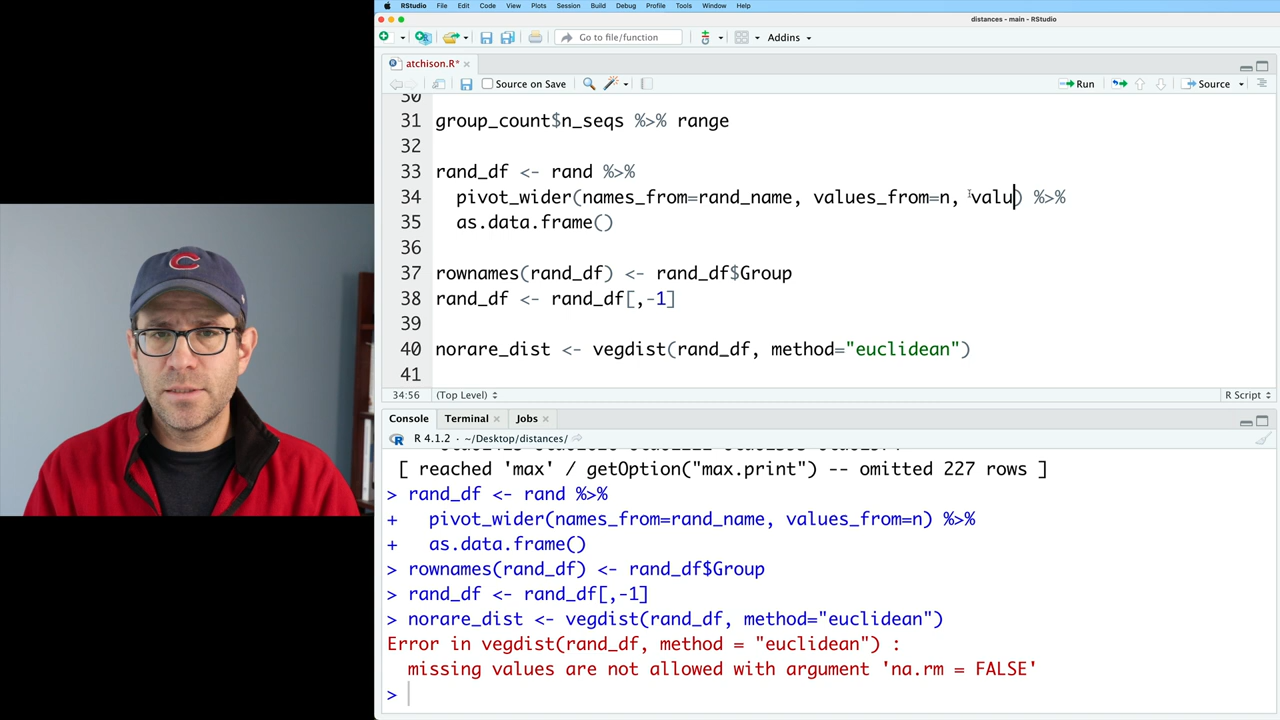 RStudio File Edit Code View Plots Session Build Debug Profile Tools Window Help
distances - main - RStudio
Go to file/function Addins
atchison.R*
Source on Save Run Source
30
31 group_count$n_seqs %>% range
32
33 rand_df <- rand %>%
34 pivot_wider(names_from=rand_name, values_from=n, valu) %>%
35 as.data.frame()
36
37 rownames(rand_df) <- rand_df$Group
38 rand_df <- rand_df[,-1]
39
40 norare_dist <- vegdist(rand_df, method="euclidean")
41
34:56 (Top Level) R Script
Console Terminal Jobs
R 4.1.2 · ~/Desktop/distances/
[ reached 'max' / getOption("max.print") -- omitted 227 rows ]
> rand_df <- rand %>%
+ pivot_wider(names_from=rand_name, values_from=n) %>%
+ as.data.frame()
> rownames(rand_df) <- rand_df$Group
> rand_df <- rand_df[,-1]
> norare_dist <- vegdist(rand_df, method="euclidean")
Error in vegdist(rand_df, method = "euclidean") :
missing values are not allowed with argument 'na.rm = FALSE'
>